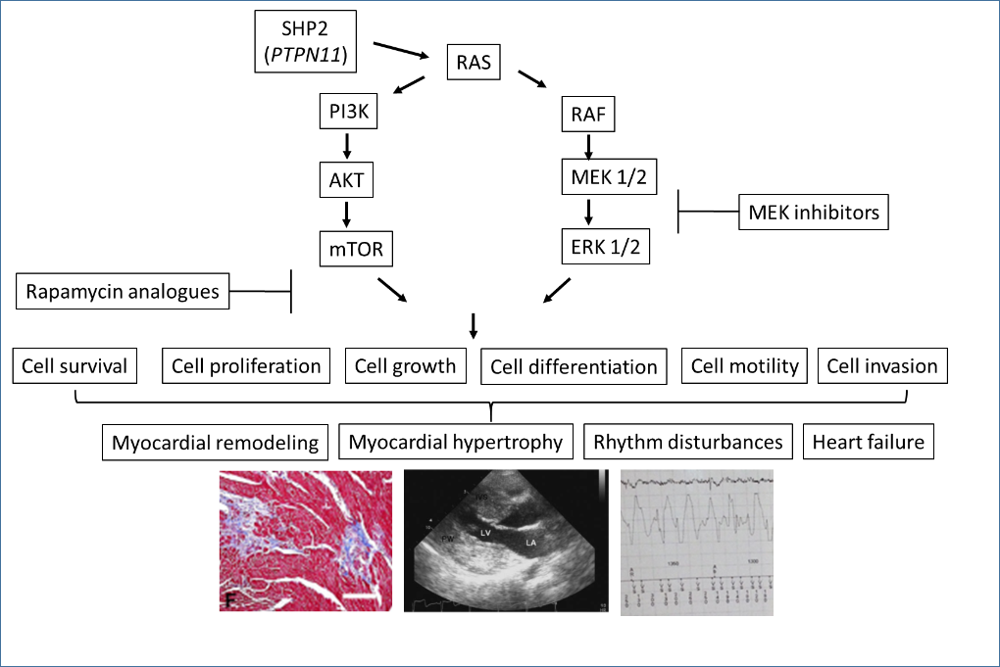 SHP2
(PTPN11)
RAS
PI3K
RAF
AKT
MEK 1/2
MEK inhibitors
mTOR
ERK 1/2
Rapamycin analogues
Cell survival
Cell proliferation
Cell growth
Cell differentiation
Cell motility
Cell invasion
Myocardial remodeling
Myocardial hypertrophy
Rhythm disturbances
Heart failure
IVS
LV
PW
LA
F